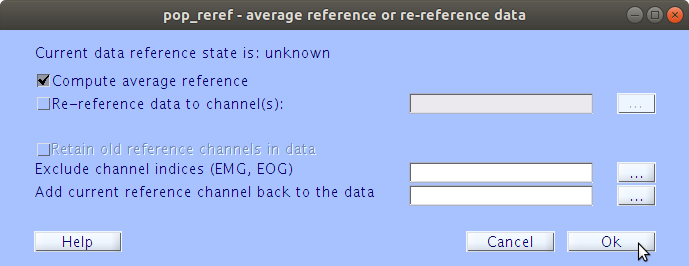 pop_reref - average reference or re-reference data
Current data reference state is: unknown
Compute average reference
Re-reference data to channel(s):
...
Retain old reference channels in data
Exclude channel indices (EMG, EOG)
...
Add current reference channel back to the data
...
Help
Cancel
Ok